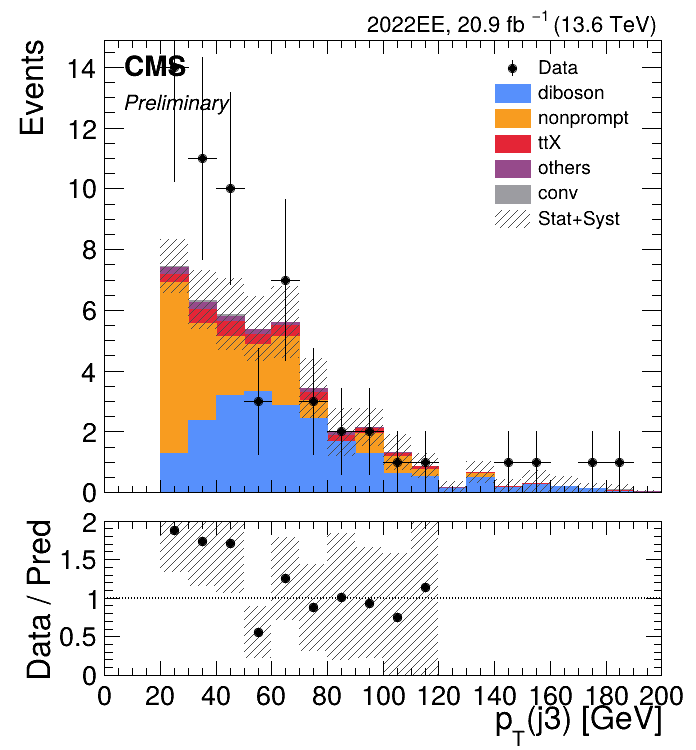 2022EE, 20.9 fb⁻¹ (13.6 TeV)
CMS
Preliminary
Events
14
12
10
8
6
4
2
0
Data
diboson
nonprompt
ttX
others
conv
Stat+Syst
Data / Pred
2
1.5
1
0.5
0
0 20 40 60 80 100 120 140 160 180 200
p_T(j3) [GeV]